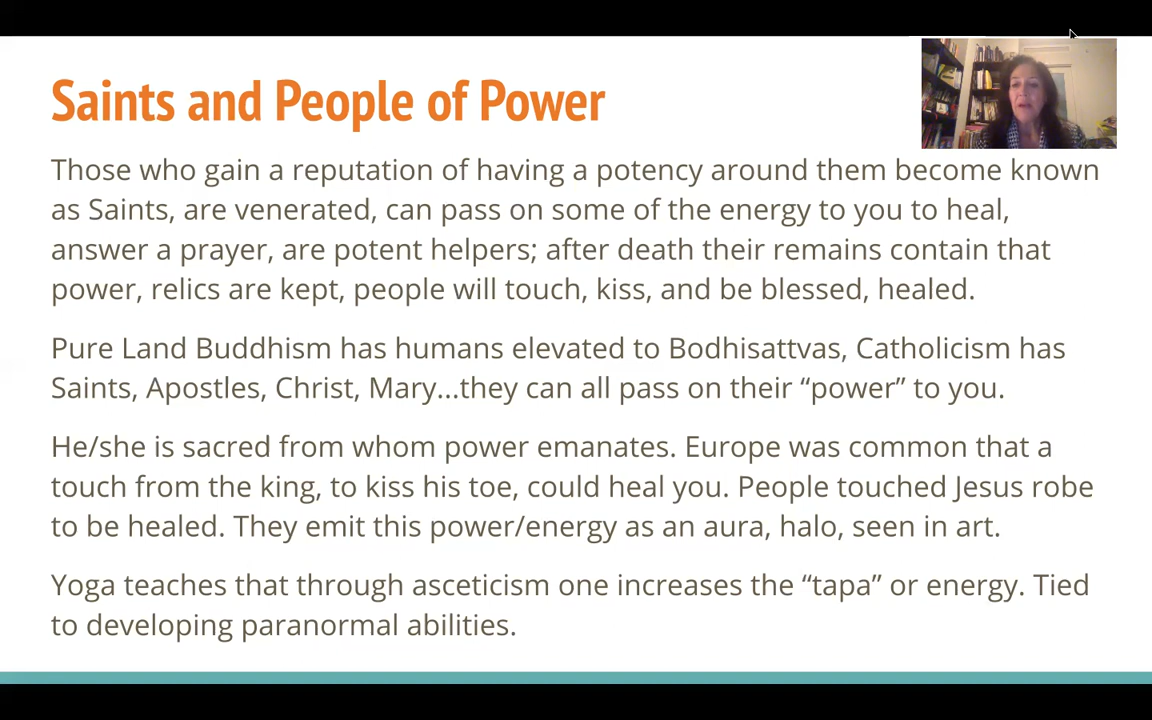 Saints and People of Power
Those who gain a reputation of having a potency around them become known
as Saints, are venerated, can pass on some of the energy to you to heal,
answer a prayer, are potent helpers; after death their remains contain that
power, relics are kept, people will touch, kiss, and be blessed, healed.
Pure Land Buddhism has humans elevated to Bodhisattvas, Catholicism has
Saints, Apostles, Christ, Mary...they can all pass on their “power” to you.
He/she is sacred from whom power emanates. Europe was common that a
touch from the king, to kiss his toe, could heal you. People touched Jesus robe
to be healed. They emit this power/energy as an aura, halo, seen in art.
Yoga teaches that through asceticism one increases the “tapa” or energy. Tied
to developing paranormal abilities.